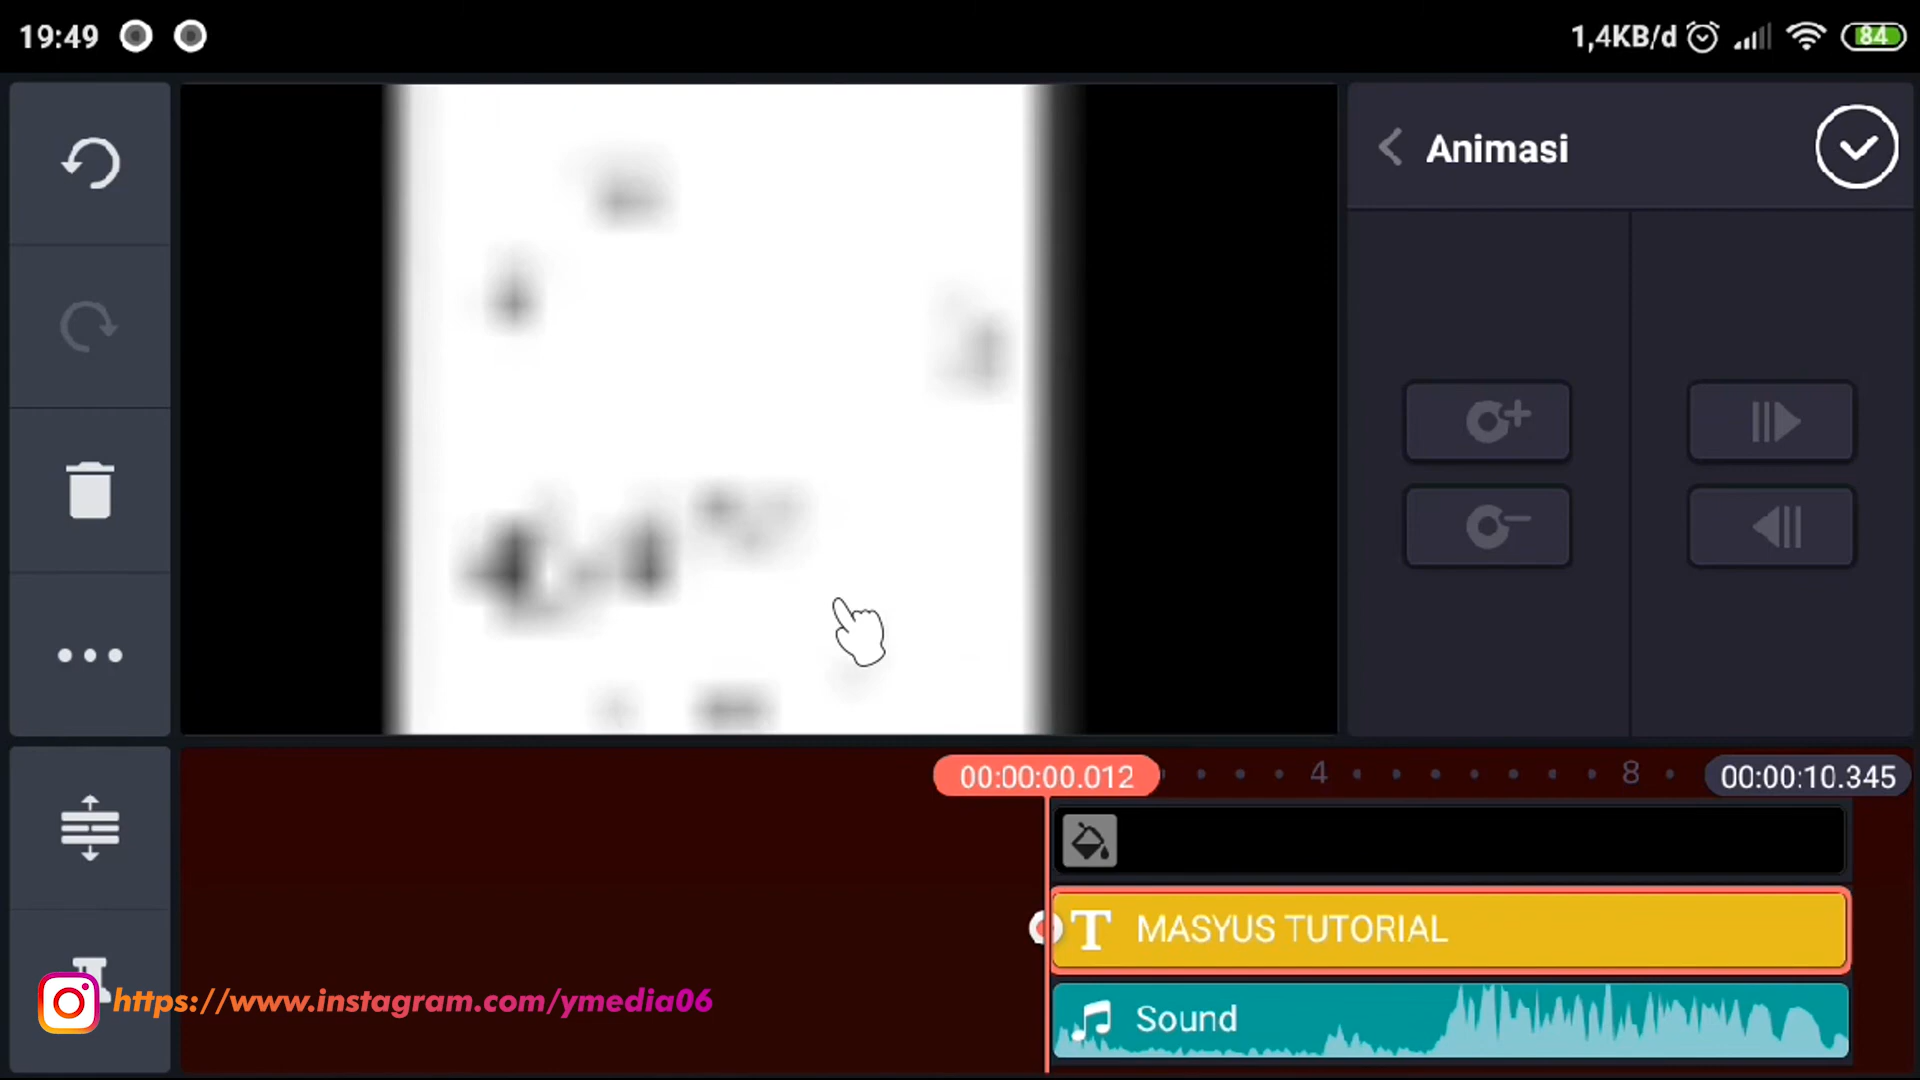 19:49
1,4KB/d
84
Animasi
00:00:00.012
4
8
00:00:10.345
T MASYUS TUTORIAL
Sound
https://www.instagram.com/ymedia06